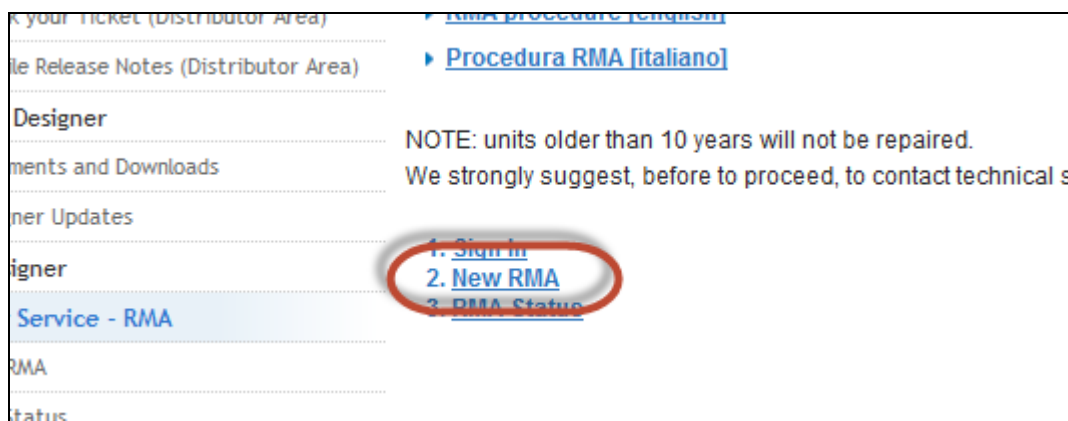 k your Ticket (Distributor Area)
ile Release Notes (Distributor Area)
Designer
ments and Downloads
ner Updates
igner
Service - RMA
RMA
Status
RMA procedure [english]
Procedura RMA [italiano]
NOTE: units older than 10 years will not be repaired.
We strongly suggest, before to proceed, to contact technical s
1. Sign In
2. New RMA
3. RMA Status